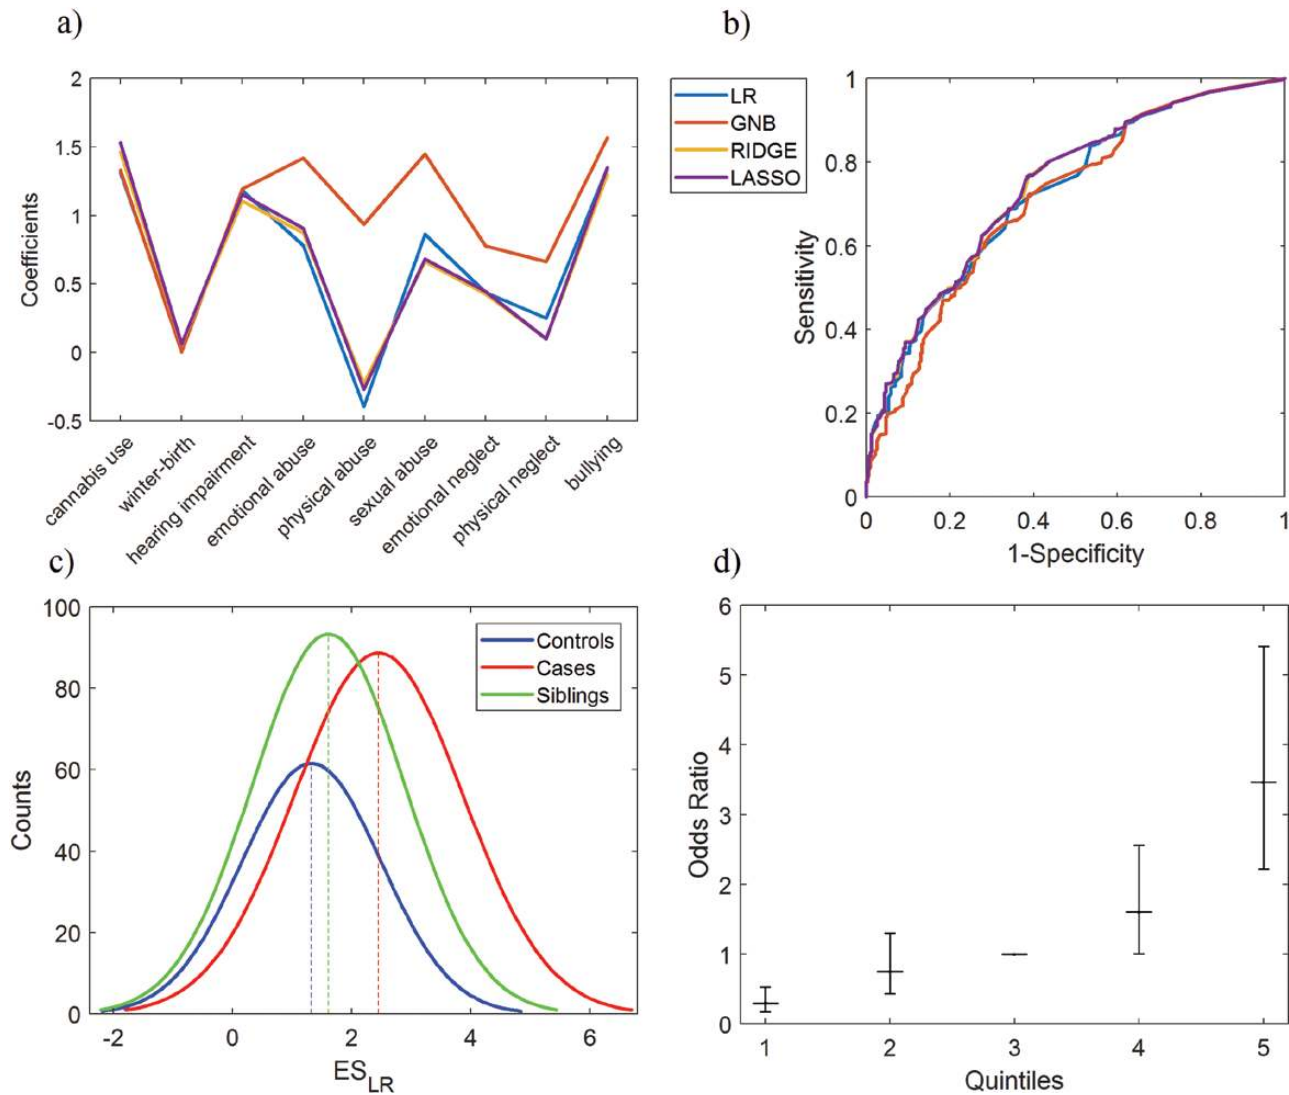 a)
2
1.5
1
0.5
0
-0.5
Coefficients
cannabis use
winter-birth
hearing impairment
emotional abuse
physical abuse
sexual abuse
emotional neglect
physical neglect
bullying
LR
GNB
RIDGE
LASSO
b)
1
0.8
0.6
0.4
0.2
0
Sensitivity
0 0.2 0.4 0.6 0.8 1
1-Specificity
c)
100
80
60
40
20
0
Counts
Controls
Cases
Siblings
-2 0 2 4 6
ES_LR
d)
6
5
4
3
2
1
0
Odds Ratio
1 2 3 4 5
Quintiles